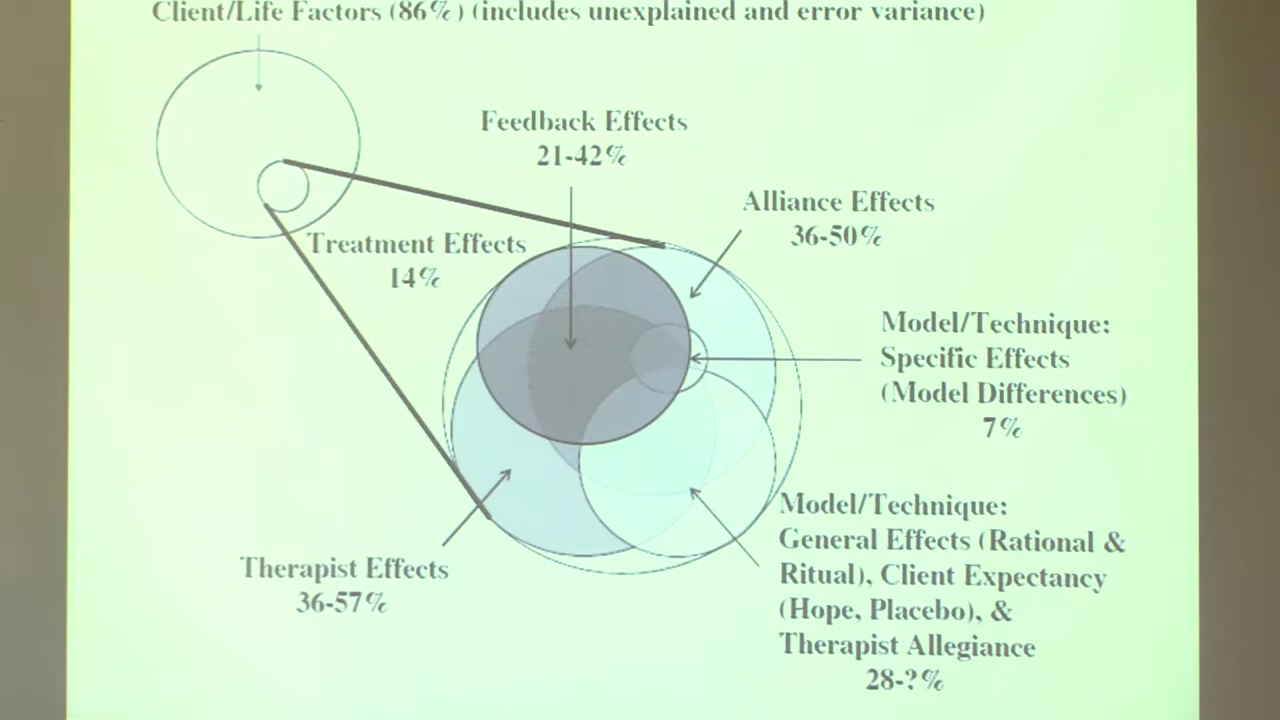 Client/Life Factors (86%) (includes unexplained and error variance)
Feedback Effects
21-42%
Alliance Effects
36-50%
Treatment Effects
14%
Model/Technique:
Specific Effects
(Model Differences)
7%
Model/Technique:
General Effects (Rational &
Ritual), Client Expectancy
(Hope, Placebo), &
Therapist Allegiance
28-?%
Therapist Effects
36-57%